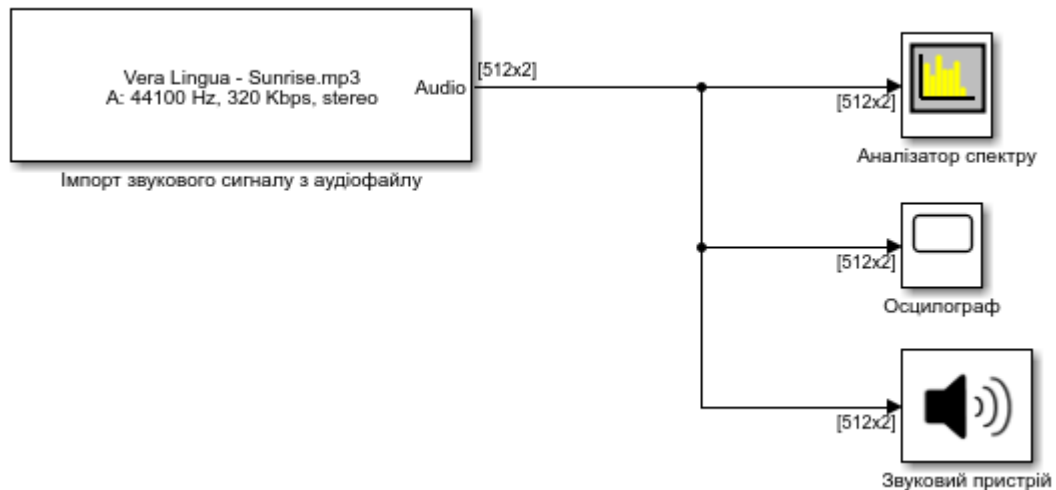 Vera Lingua - Sunrise.mp3
A: 44100 Hz, 320 Kbps, stereo
Audio
[512x2]
Імпорт звукового сигналу з аудіофайлу
[512x2]
Аналізатор спектру
[512x2]
Осцилограф
[512x2]
Звуковий пристрій